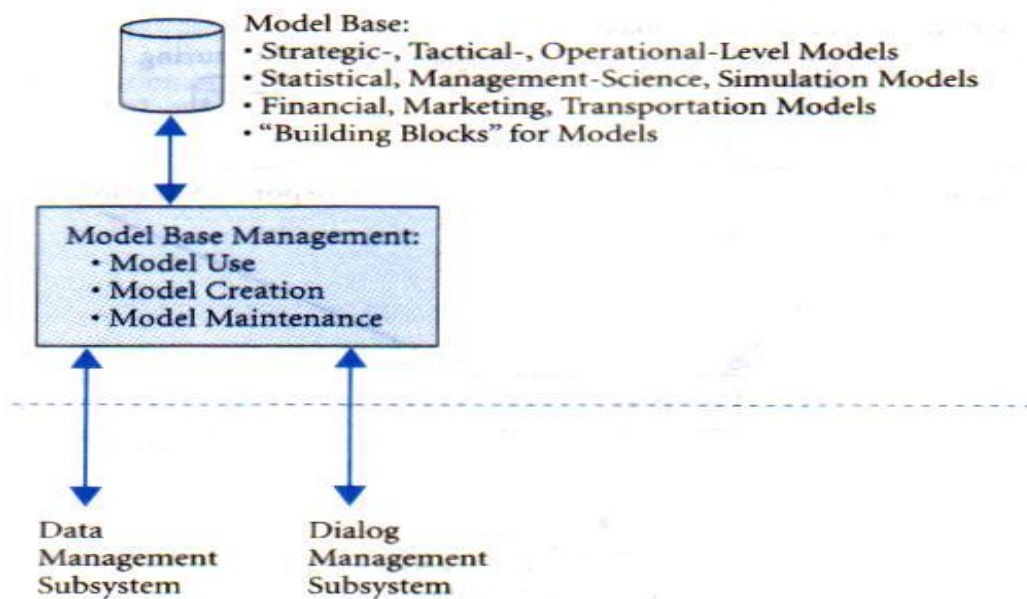 Model Base:
• Strategic-, Tactical-, Operational-Level Models
• Statistical, Management-Science, Simulation Models
• Financial, Marketing, Transportation Models
• “Building Blocks” for Models
Model Base Management:
• Model Use
• Model Creation
• Model Maintenance
Data
Management
Subsystem
Dialog
Management
Subsystem